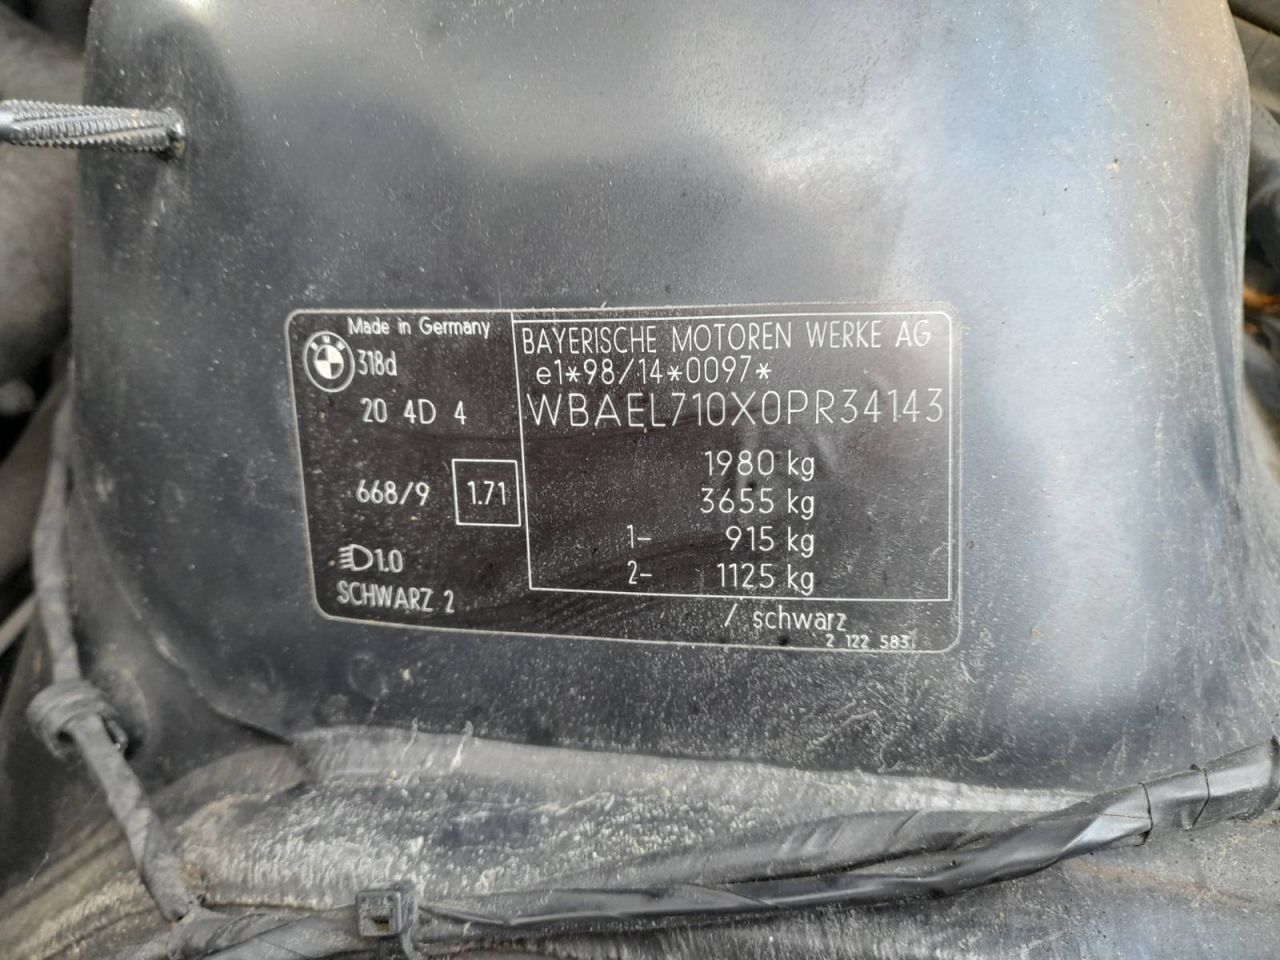 Made in Germany
318d
20 4D 4
668/9 1.71
1.0
SCHWARZ 2
BAYERISCHE MOTOREN WERKE AG
e1*98/14*0097*
WBAEL710X0PR34143
1980 kg
3655 kg
1- 915 kg
2- 1125 kg
/ schwarz
2 122 583